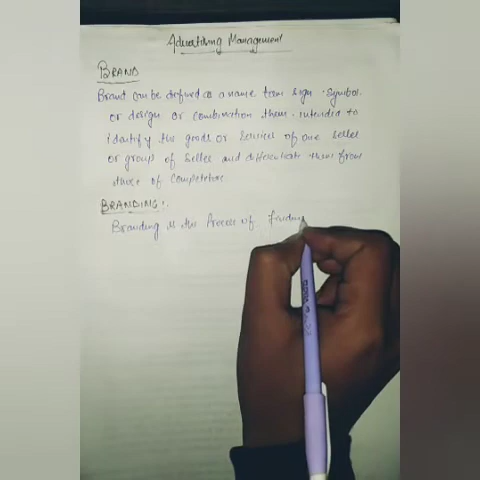 Advertising Management
BRAND
Brand can be defined as a name term sign symbol
or design or combination them intended to
identify the goods or services of one seller
or group of seller and differentiate them from
those of competitors
BRANDING:
Branding is the Process of finding